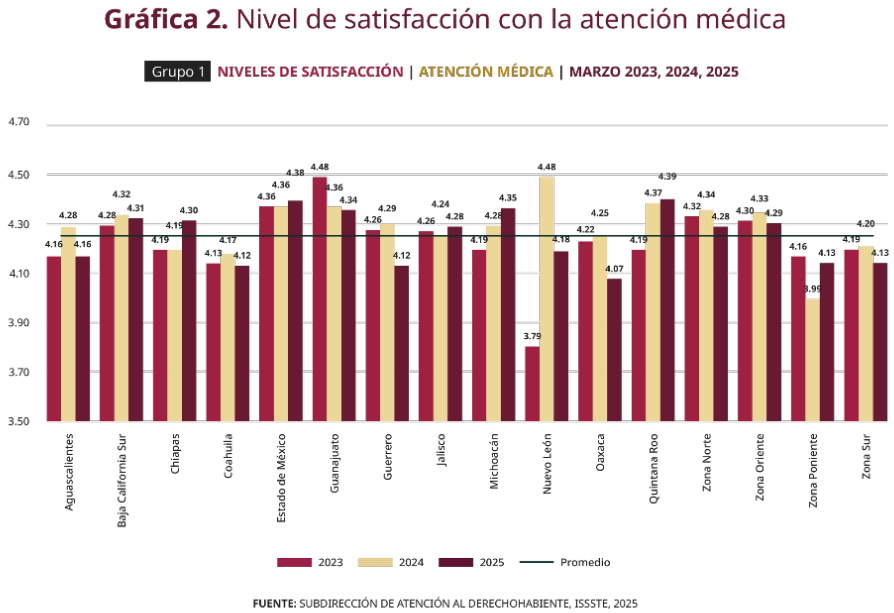 Gráfica 2. Nivel de satisfacción con la atención médica
Grupo 1 NIVELES DE SATISFACCIÓN | ATENCIÓN MÉDICA | MARZO 2023, 2024, 2025
4.70
4.50
4.30
4.10
3.90
3.70
3.50
4.16 4.28 4.16
4.28 4.32 4.31
4.19 4.19 4.30
4.13 4.17 4.12
4.36 4.36 4.38
4.48 4.36 4.34
4.26 4.29 4.12
4.26 4.24 4.28
4.19 4.28 4.35
3.79 4.48 4.18
4.22 4.25 4.07
4.19 4.37 4.39
4.32 4.34 4.28
4.30 4.33 4.29
4.16 3.99 4.13
4.19 4.20 4.13
Aguascalientes
Baja California Sur
Chiapas
Coahuila
Estado de México
Guanajuato
Guerrero
Jalisco
Michoacán
Nuevo León
Oaxaca
Quintana Roo
Zona Norte
Zona Oriente
Zona Poniente
Zona Sur
2023 2024 2025 Promedio
FUENTE: SUBDIRECCIÓN DE ATENCIÓN AL DERECHOHABIENTE, ISSSTE, 2025